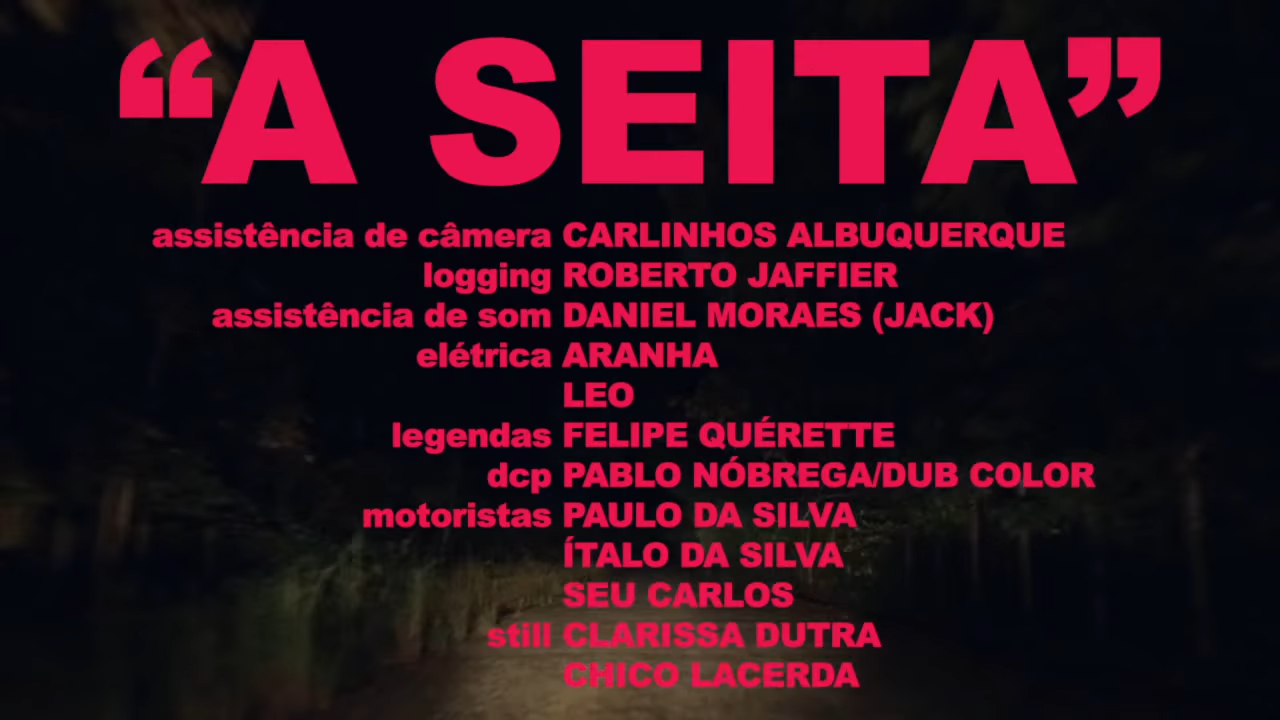 “A SEITA”
assistência de câmera CARLINHOS ALBUQUERQUE
logging ROBERTO JAFFIER
assistência de som DANIEL MORAES (JACK)
elétrica ARANHA
LEO
legendas FELIPE QUÉRETTE
dcp PABLO NÓBREGA/DUB COLOR
motoristas PAULO DA SILVA
ÍTALO DA SILVA
SEU CARLOS
still CLARISSA DUTRA
CHICO LACERDA